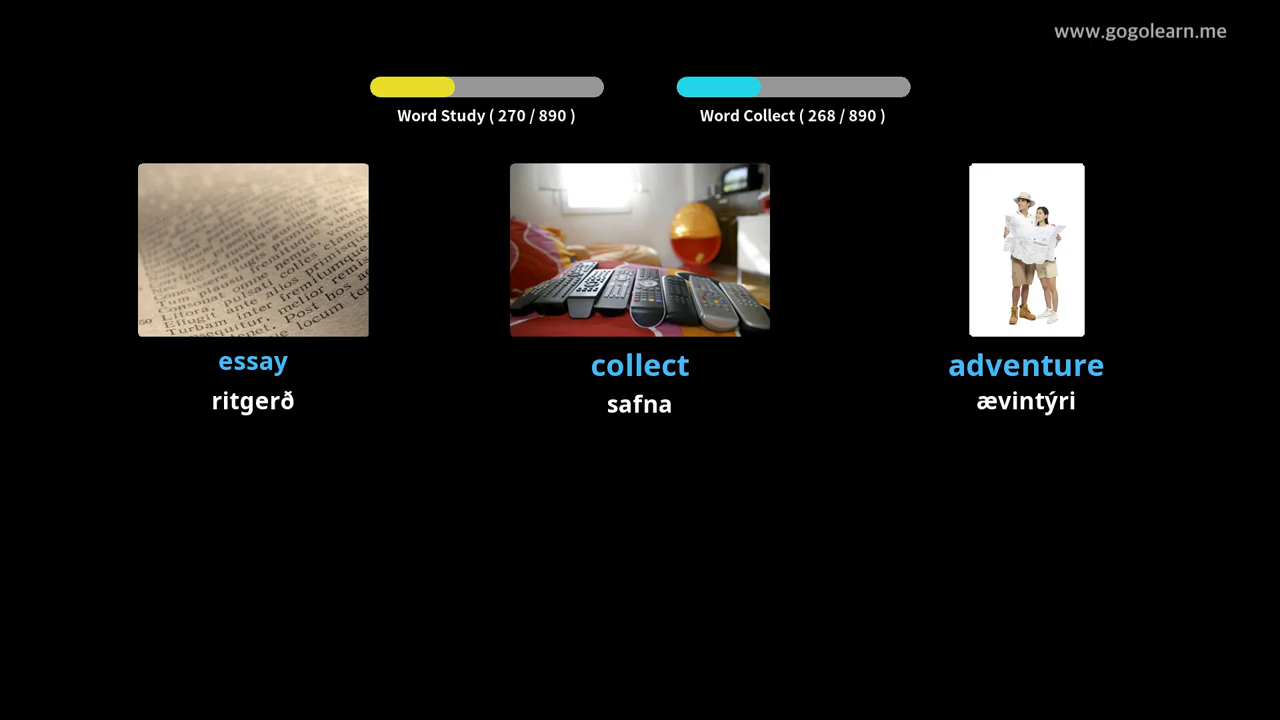 www.gogolearn.me
Word Study ( 270 / 890 )
Word Collect ( 268 / 890 )
essay
collect
adventure
ritgerð
safna
ævintýri